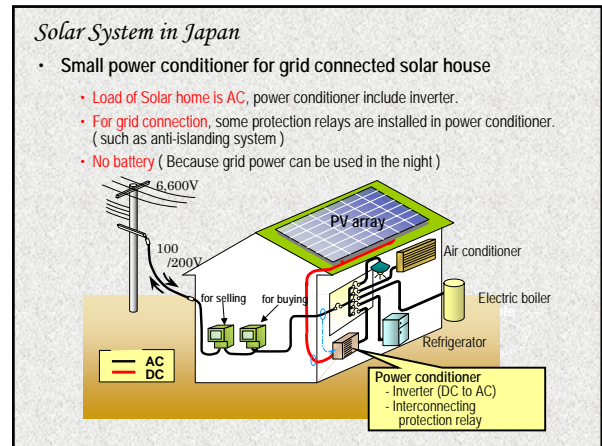 Solar System in Japan
• Small power conditioner for grid connected solar house
• Load of Solar home is AC, power conditioner include inverter.
• For grid connection, some protection relays are installed in power conditioner.
( such as anti-islanding system )
• No battery ( Because grid power can be used in the night )
6,600V
PV array
100
/200V
Air conditioner
for selling
for buying
Electric boiler
Refrigerator
AC
DC
Power conditioner
- Inverter (DC to AC)
- Interconnecting
protection relay